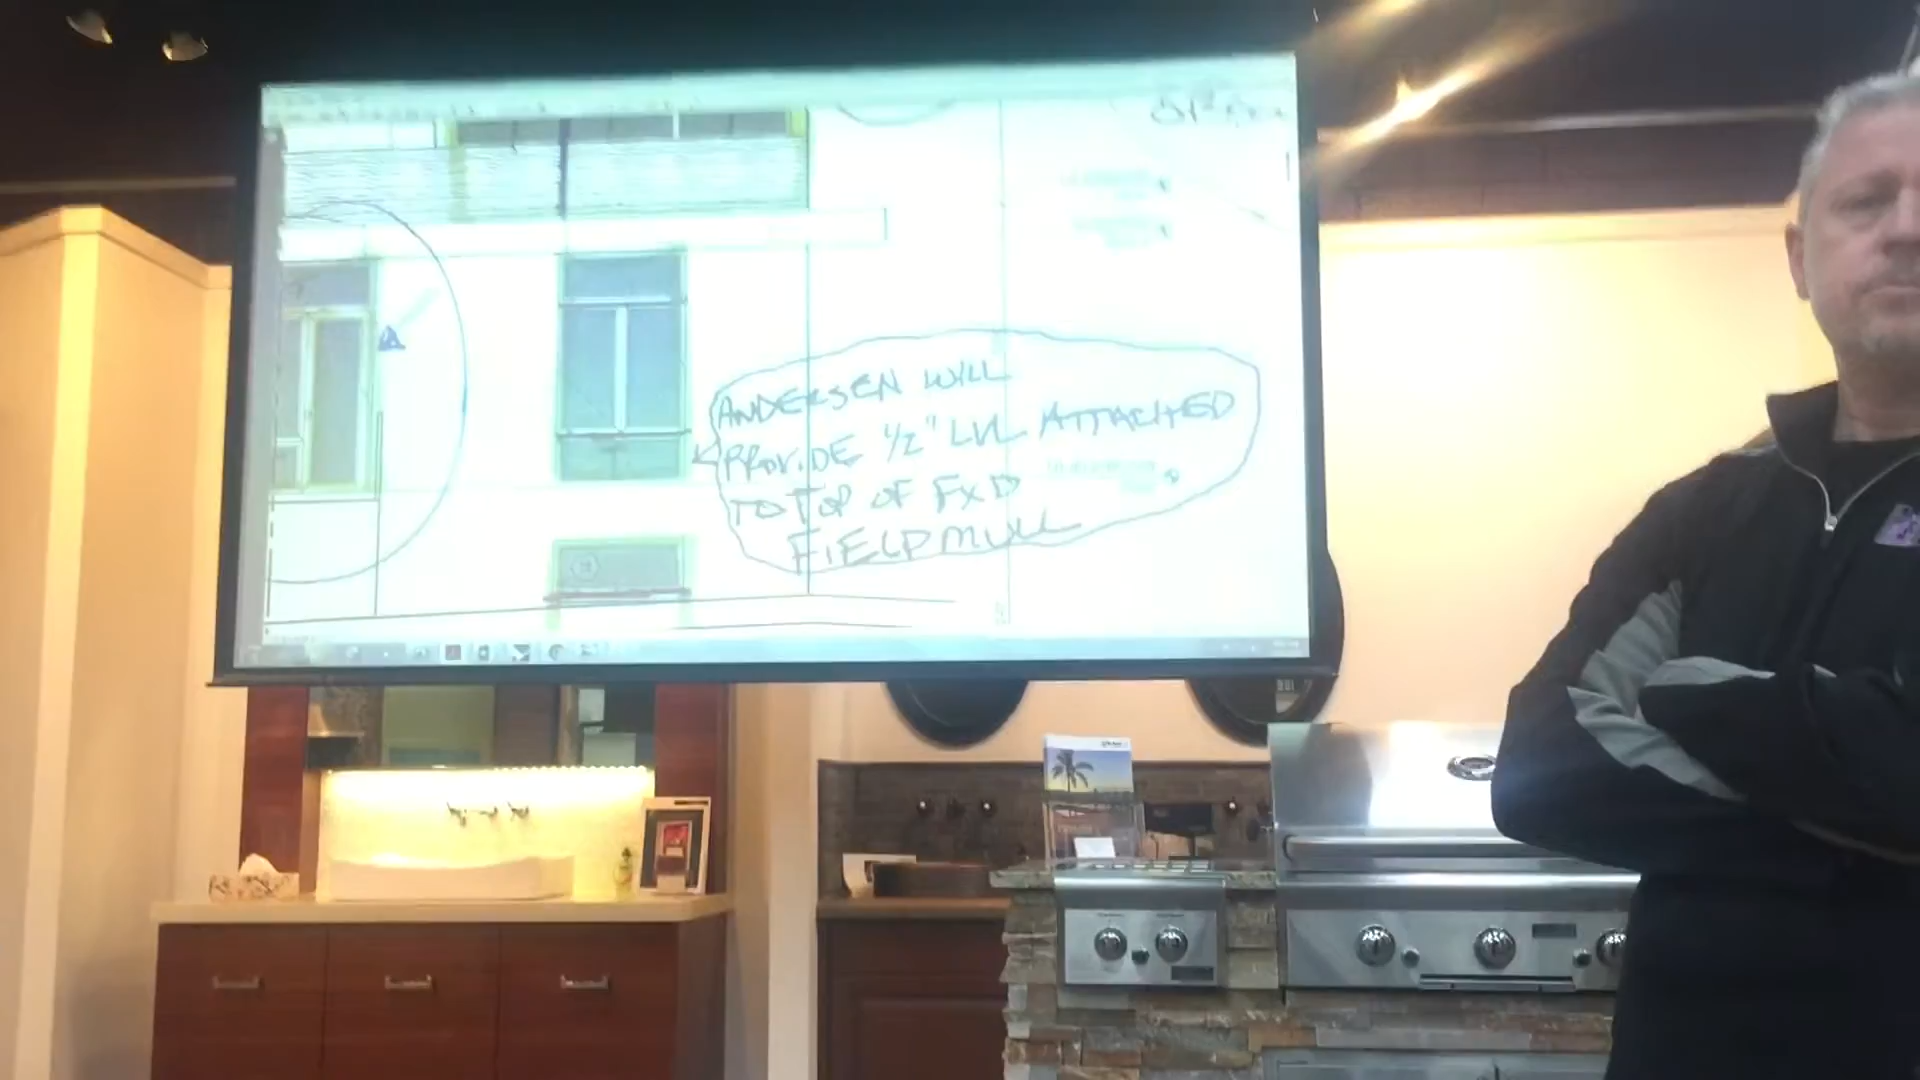 ANDERSEN WILL
PROVIDE 1/2" LVL ATTACHED
TO TOP OF FXD
FIELD MULL